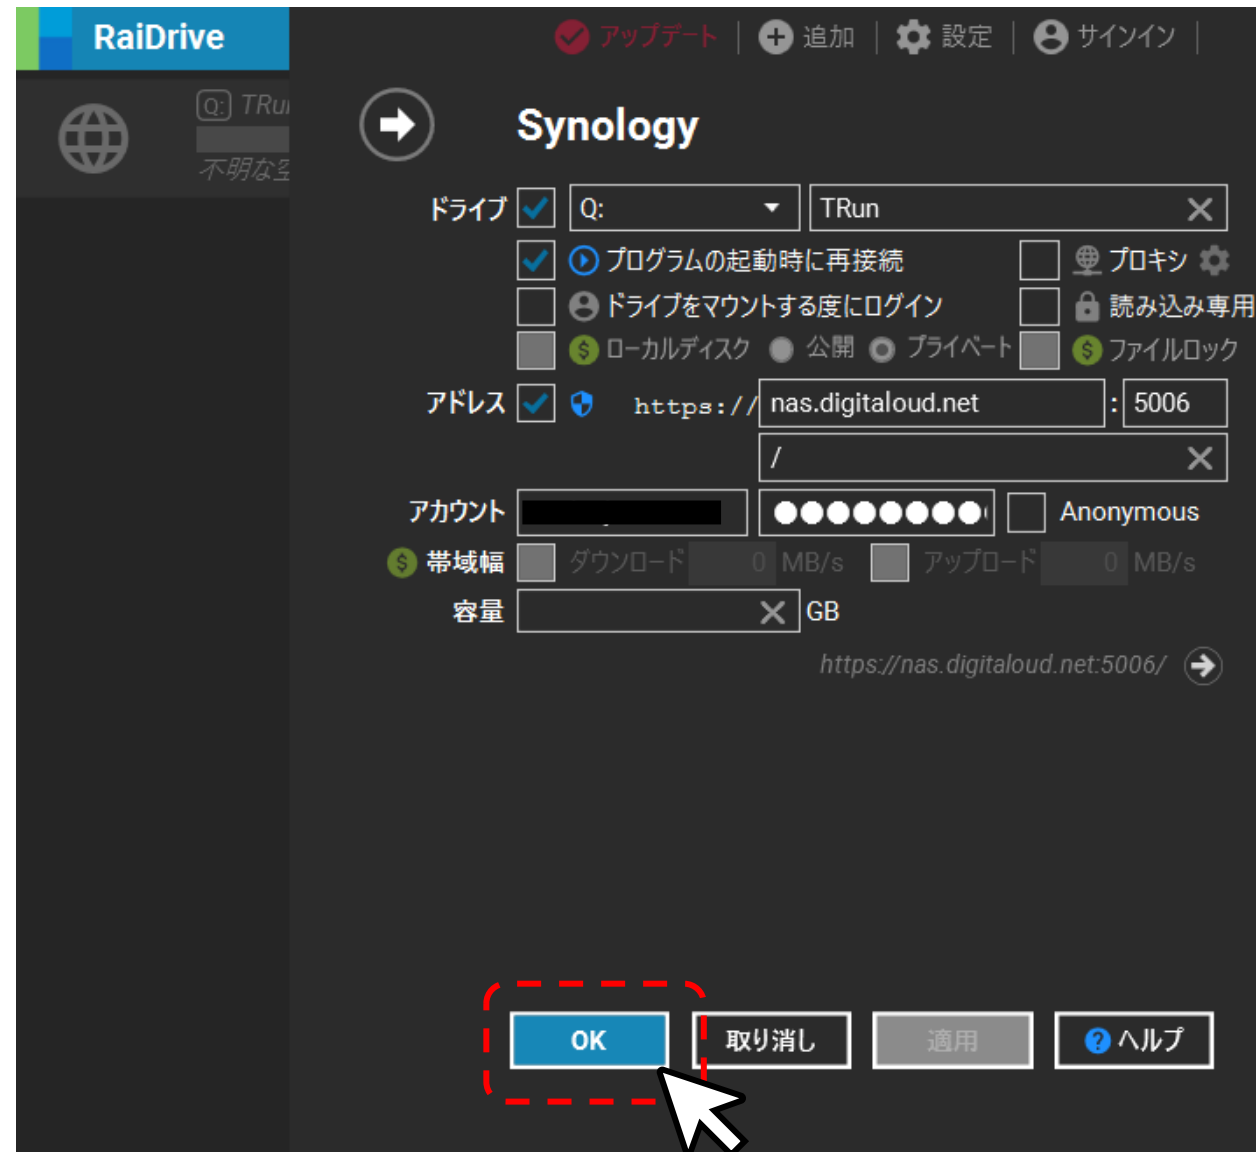 RaiDrive
アップデート 追加 設定 サインイン
Q: TRu
不明な空
Synology
ドライブ Q: TRun
プログラムの起動時に再接続 プロキシ
ドライブをマウントする度にログイン 読み込み専用
$ ローカルディスク 公開 プライベート $ ファイルロック
アドレス https:// nas.digitaloud.net : 5006
/
アカウント ●●●●●●●● Anonymous
$ 帯域幅 ダウンロード 0 MB/s アップロード 0 MB/s
容量 GB
https://nas.digitaloud.net:5006/
OK 取り消し 適用 ? ヘルプ